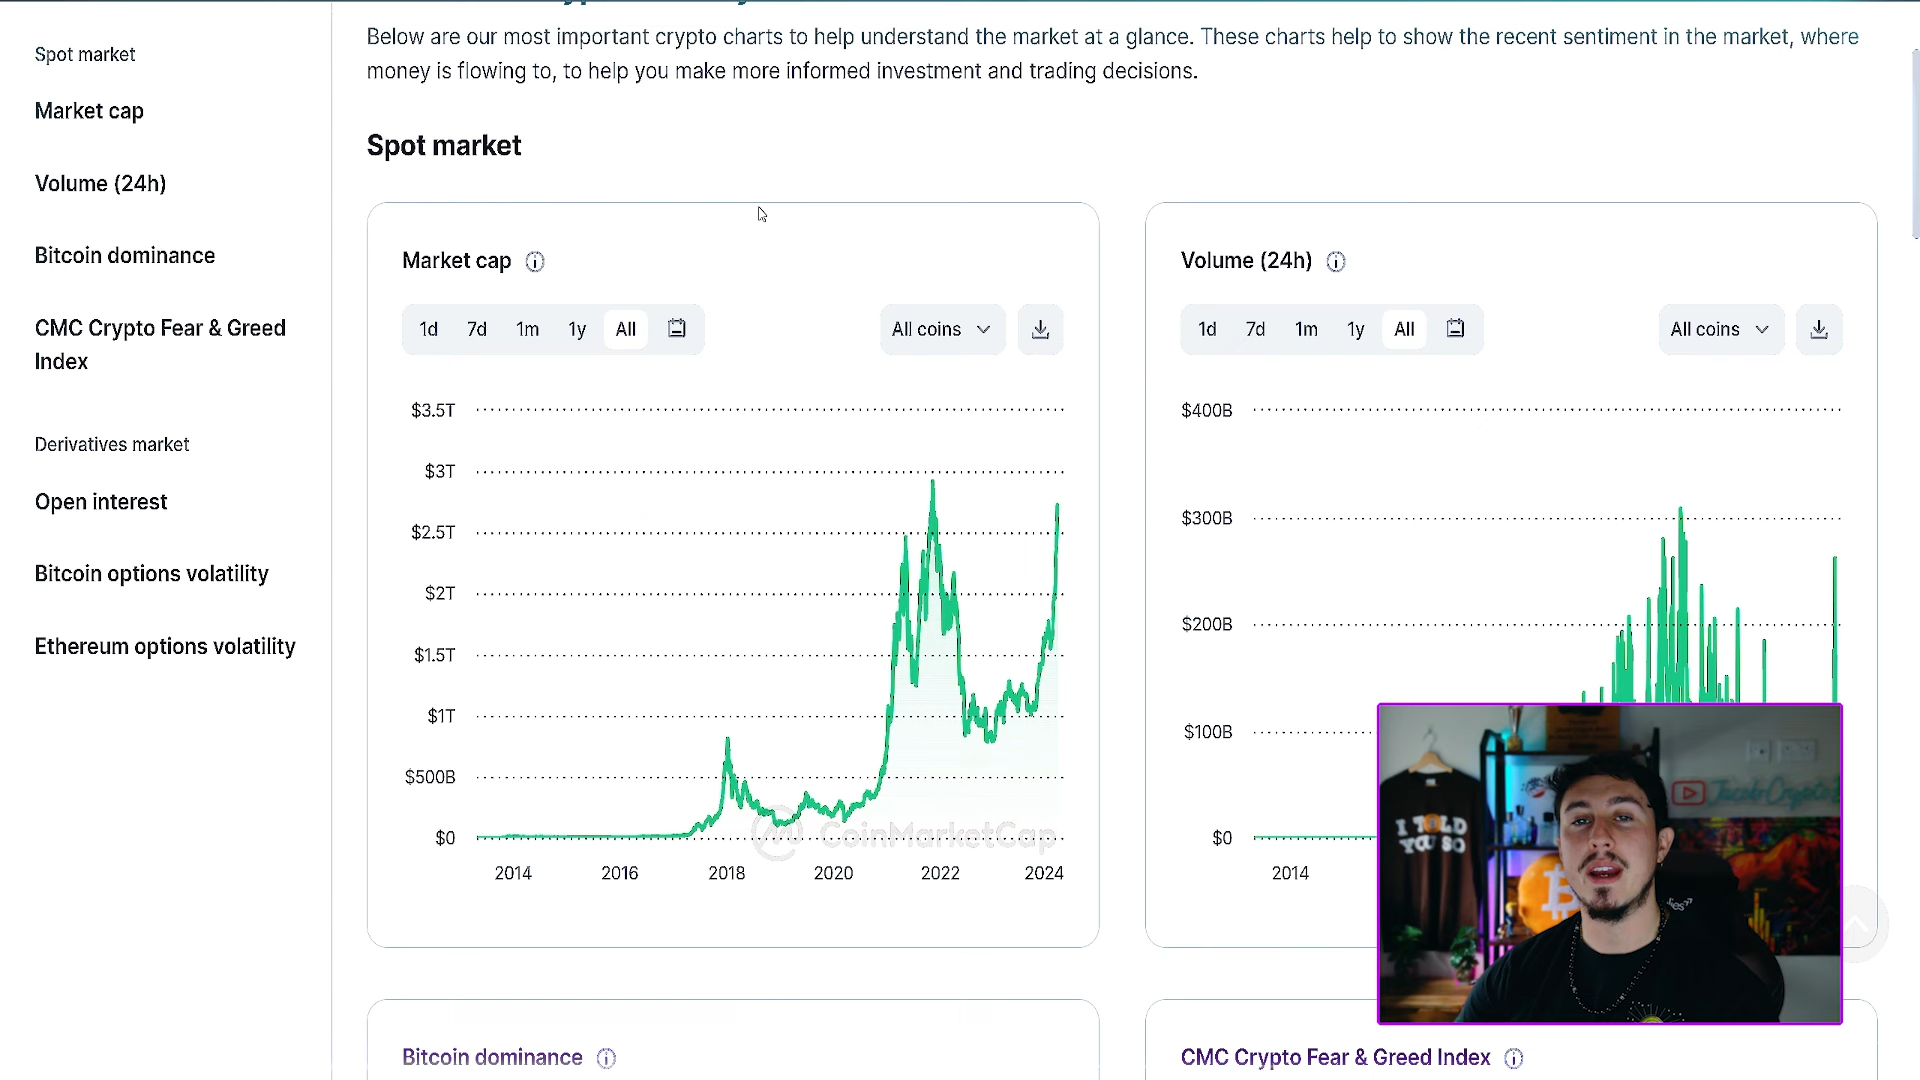 Below are our most important crypto charts to help understand the market at a glance. These charts help to show the recent sentiment in the market, where
money is flowing to, to help you make more informed investment and trading decisions.
Spot market
Market cap
Volume (24h)
Bitcoin dominance
CMC Crypto Fear & Greed
Index
Derivatives market
Open interest
Bitcoin options volatility
Ethereum options volatility
Spot market
Market cap
1d 7d 1m 1y All
All coins
$3.5T
$3T
$2.5T
$2T
$1.5T
$1T
$500B
$0
2014 2016 2018 2020 2022 2024
CoinMarketCap
Volume (24h)
1d 7d 1m 1y All
All coins
$400B
$300B
$200B
$100B
$0
2014
I TOLD
YOU SO
Bitcoin dominance
CMC Crypto Fear & Greed Index